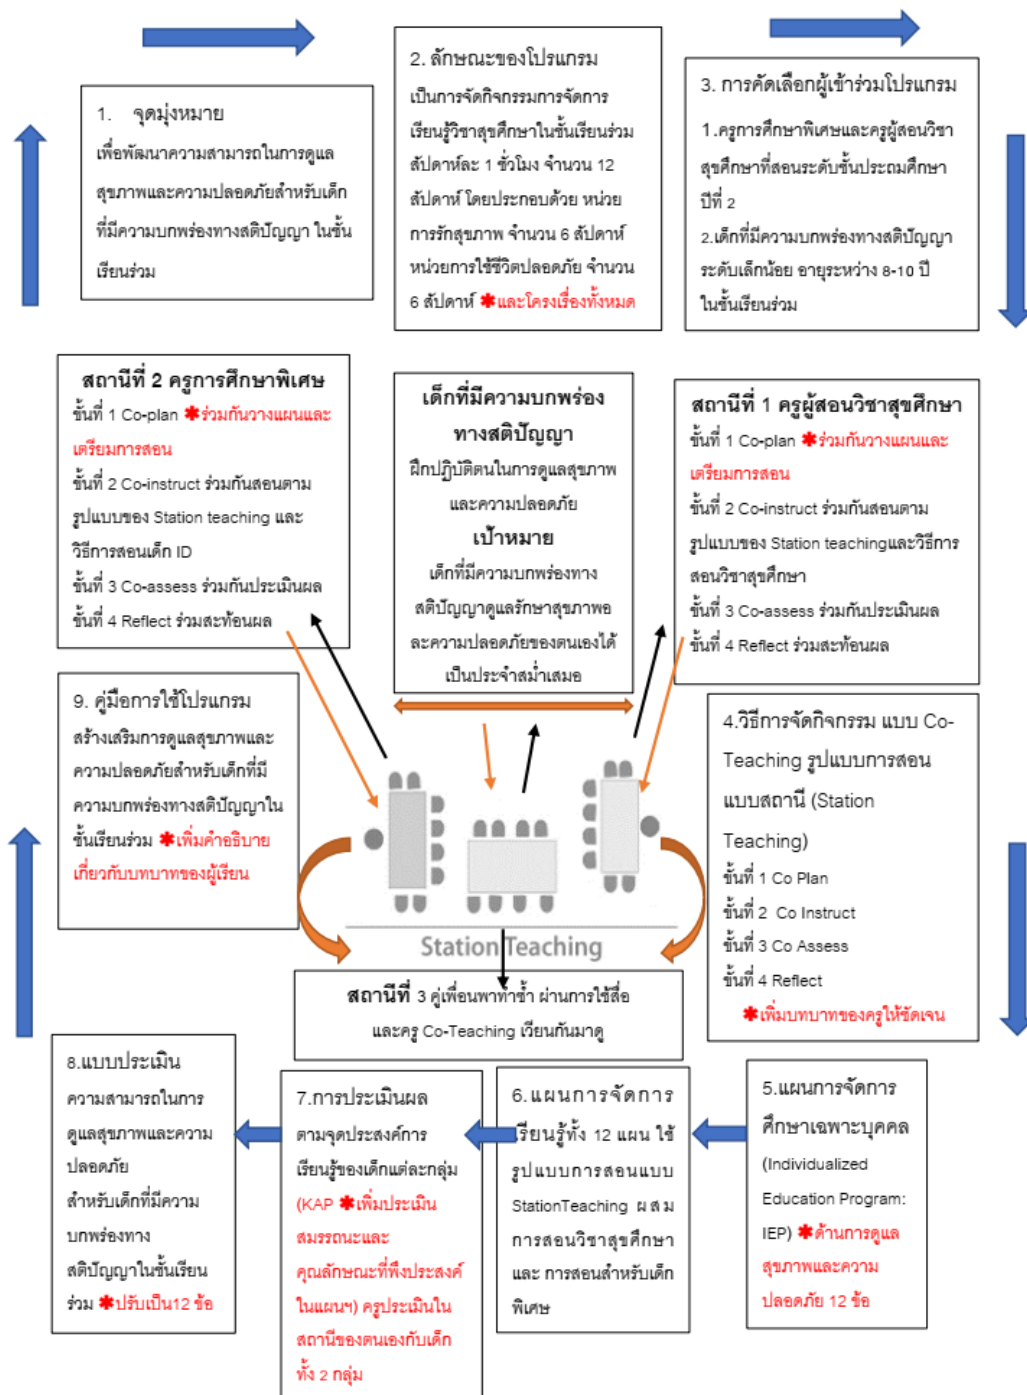 1. จุดมุ่งหมาย
เพื่อพัฒนาความสามารถในการดูแล
สุขภาพและความปลอดภัยสำหรับเด็ก
ที่มีความบกพร่องทางสติปัญญา ในชั้น
เรียนร่วม
2. ลักษณะของโปรแกรม
เป็นการจัดกิจกรรมการจัดการ
เรียนรู้วิชาสุขศึกษาในชั้นเรียนร่วม
สัปดาห์ละ 1 ชั่วโมง จำนวน 12
สัปดาห์ โดยประกอบด้วย หน่วย
การรักสุขภาพ จำนวน 6 สัปดาห์
หน่วยการใช้ชีวิตปลอดภัย จำนวน
6 สัปดาห์ *และโครงเรื่องทั้งหมด
3. การคัดเลือกผู้เข้าร่วมโปรแกรม
1.ครูการศึกษาพิเศษและครูผู้สอนวิชา
สุขศึกษาที่สอนระดับชั้นประถมศึกษา
ปีที่ 2
2.เด็กที่มีความบกพร่องทางสติปัญญา
ระดับเล็กน้อย อายุระหว่าง 8-10 ปี
ในชั้นเรียนร่วม
สถานีที่ 2 ครูการศึกษาพิเศษ
ขั้นที่ 1 Co-plan *ร่วมกันวางแผนและ
เตรียมการสอน
ขั้นที่ 2 Co-instruct ร่วมกันสอนตาม
รูปแบบของ Station teaching และ
วิธีการสอนเด็ก ID
ขั้นที่ 3 Co-assess ร่วมกันประเมินผล
ขั้นที่ 4 Reflect ร่วมสะท้อนผล
เด็กที่มีความบกพร่อง
ทางสติปัญญา
ฝึกปฏิบัติตนในการดูแลสุขภาพ
และความปลอดภัย
เป้าหมาย
เด็กที่มีความบกพร่องทาง
สติปัญญาดูแลรักษาสุขภาพอ
ละความปลอดภัยของตนเองได้
เป็นประจำสม่ำเสมอ
สถานีที่ 1 ครูผู้สอนวิชาสุขศึกษา
ขั้นที่ 1 Co-plan *ร่วมกันวางแผนและ
เตรียมการสอน
ขั้นที่ 2 Co-instruct ร่วมกันสอนตาม
รูปแบบของ Station teachingและวิธีการ
สอนวิชาสุขศึกษา
ขั้นที่ 3 Co-assess ร่วมกันประเมินผล
ขั้นที่ 4 Reflect ร่วมสะท้อนผล
9. คู่มือการใช้โปรแกรม
สร้างเสริมการดูแลสุขภาพและ
ความปลอดภัยสำหรับเด็กที่มี
ความบกพร่องทางสติปัญญาใน
ชั้นเรียนร่วม *เพิ่มคำอธิบาย
เกี่ยวกับบทบาทของผู้เรียน
4.วิธีการจัดกิจกรรม แบบ Co-
Teaching รูปแบบการสอน
แบบสถานี (Station
Teaching)
ขั้นที่ 1 Co Plan
ขั้นที่ 2 Co Instruct
ขั้นที่ 3 Co Assess
ขั้นที่ 4 Reflect
*เพิ่มบทบาทของครูให้ชัดเจน
Station Teaching
สถานีที่ 3 คู่เพื่อนพาทำซ้ำ ผ่านการใช้สื่อ
และครู Co-Teaching เวียนกันมาดู
8.แบบประเมิน
ความสามารถในการ
ดูแลสุขภาพและความ
ปลอดภัย
สำหรับเด็กที่มีความ
บกพร่องทาง
สติปัญญาในชั้นเรียน
ร่วม *ปรับเป็น12 ข้อ
7.การประเมินผล
ตามจุดประสงค์การ
เรียนรู้ของเด็กแต่ละกลุ่ม
(KAP *เพิ่มประเมิน
สมรรถนะและ
คุณลักษณะที่พึงประสงค์
ในแผนฯ) ครูประเมินใน
สถานีของตนเองกับเด็ก
ทั้ง 2 กลุ่ม
6.แผนการจัดการ
เรียนรู้ทั้ง 12 แผน ใช้
รูปแบบการสอนแบบ
StationTeaching ผสม
การสอนวิชาสุขศึกษา
และ การสอนสำหรับเด็ก
พิเศษ
5.แผนการจัดการ
ศึกษาเฉพาะบุคคล
(Individualized
Education Program:
IEP) *ด้านการดูแล
สุขภาพและความ
ปลอดภัย 12 ข้อ